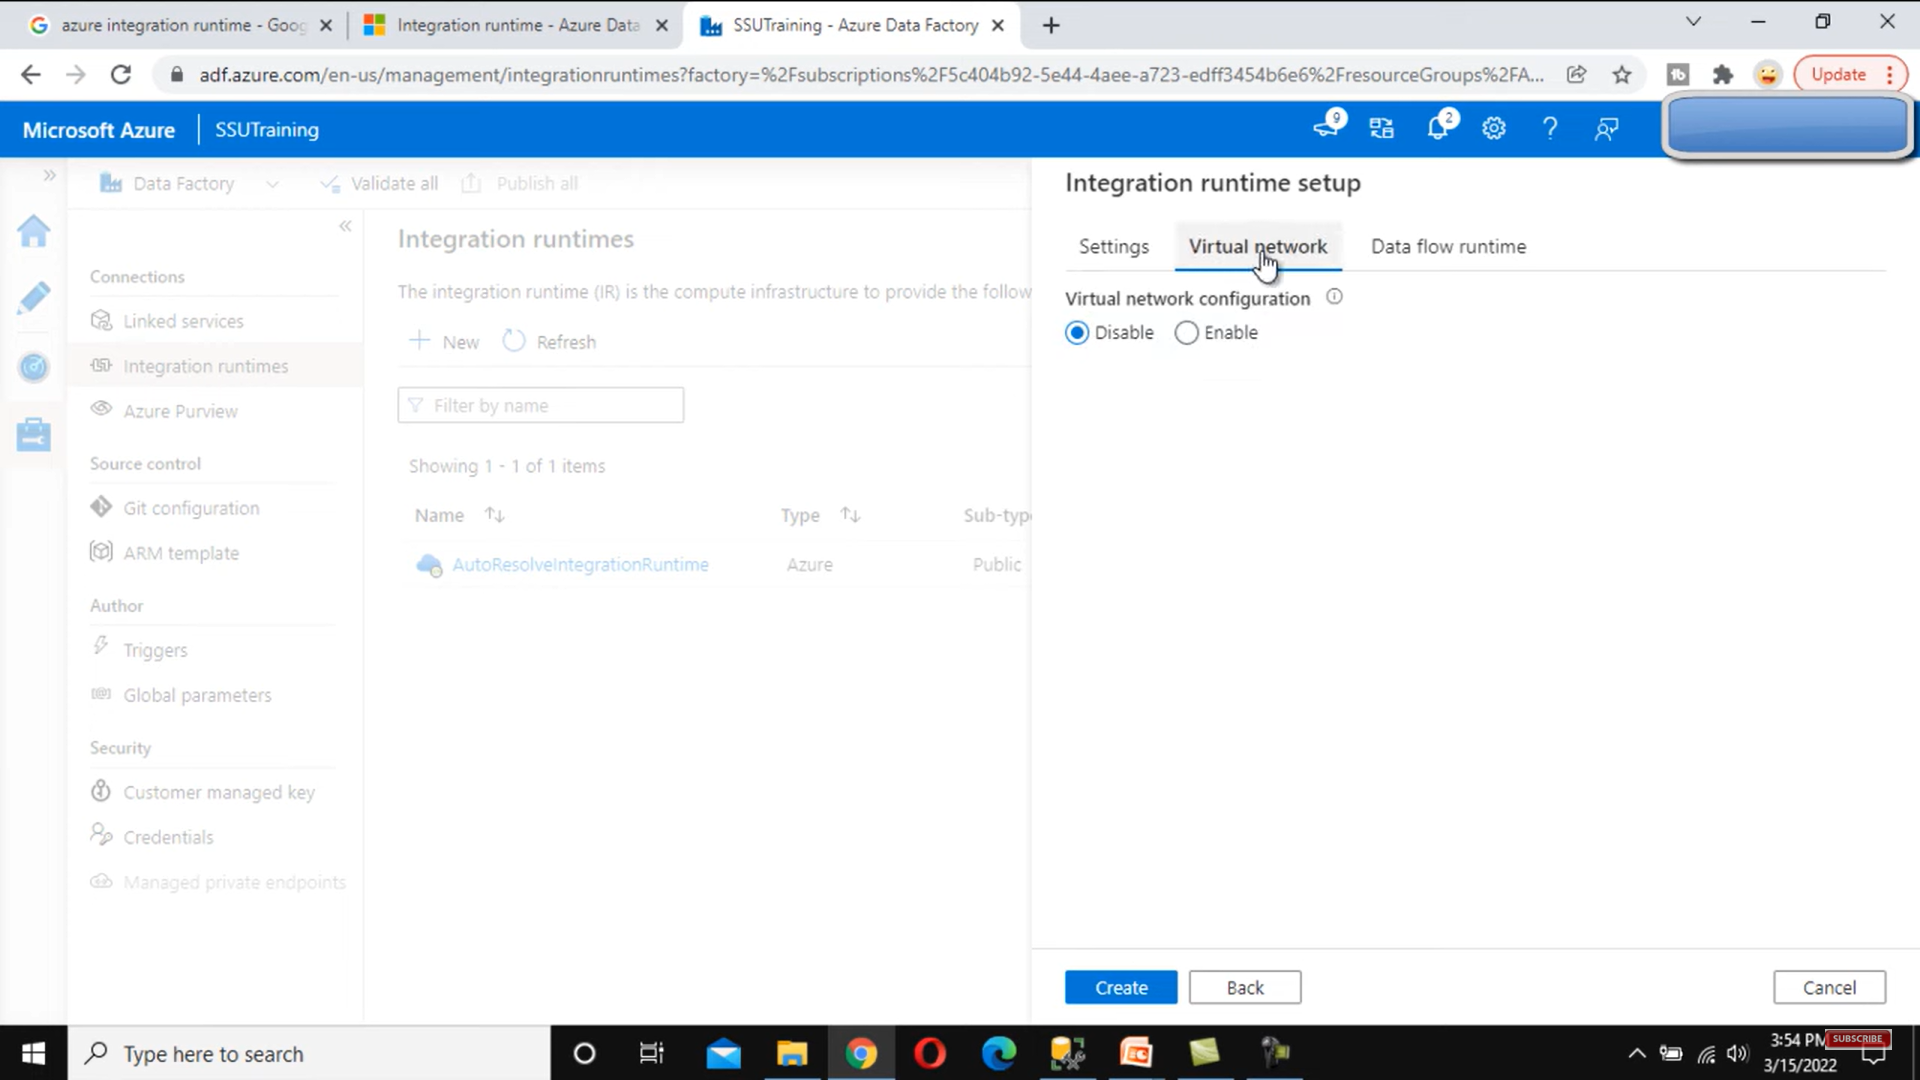 azure integration runtime - Goog
Integration runtime - Azure Data
SSUTraining - Azure Data Factory
adf.azure.com/en-us/management/integrationruntimes?factory=%2Fsubscriptions%2F5c404b92-5e44-4aee-a723-edff3454b6e6%2FresourceGroups%2FA...
Update
Microsoft Azure
SSUTraining
9
2
Data Factory
Validate all
Publish all
Integration runtime setup
Settings
Virtual network
Data flow runtime
Virtual network configuration
Disable
Enable
Connections
Linked services
Integration runtimes
Azure Purview
Source control
Git configuration
ARM template
Author
Triggers
Global parameters
Security
Customer managed key
Credentials
Managed private endpoints
Integration runtimes
The integration runtime (IR) is the compute infrastructure to provide the follow
New
Refresh
Filter by name
Showing 1 - 1 of 1 items
Name
Type
Sub-type
AutoResolveIntegrationRuntime
Azure
Public
Create
Back
Cancel
Type here to search
3:54 PM
3/15/2022
SUBSCRIBE